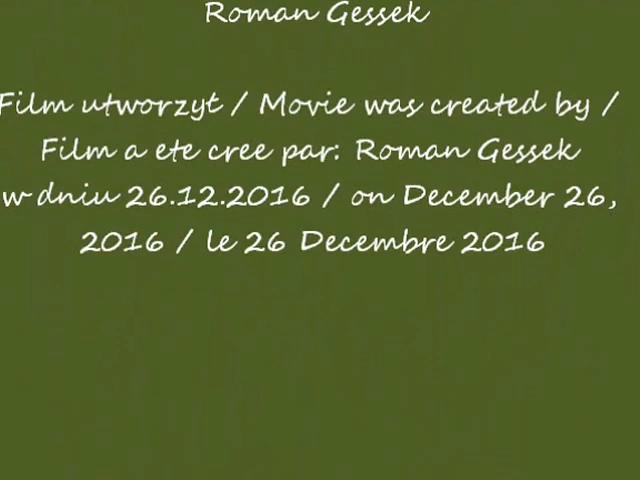 Roman Gessek
Film utworzyt / Movie was created by /
Film a ete cree par: Roman Gessek
w dniu 26.12.2016 / on December 26,
2016 / le 26 Decembre 2016